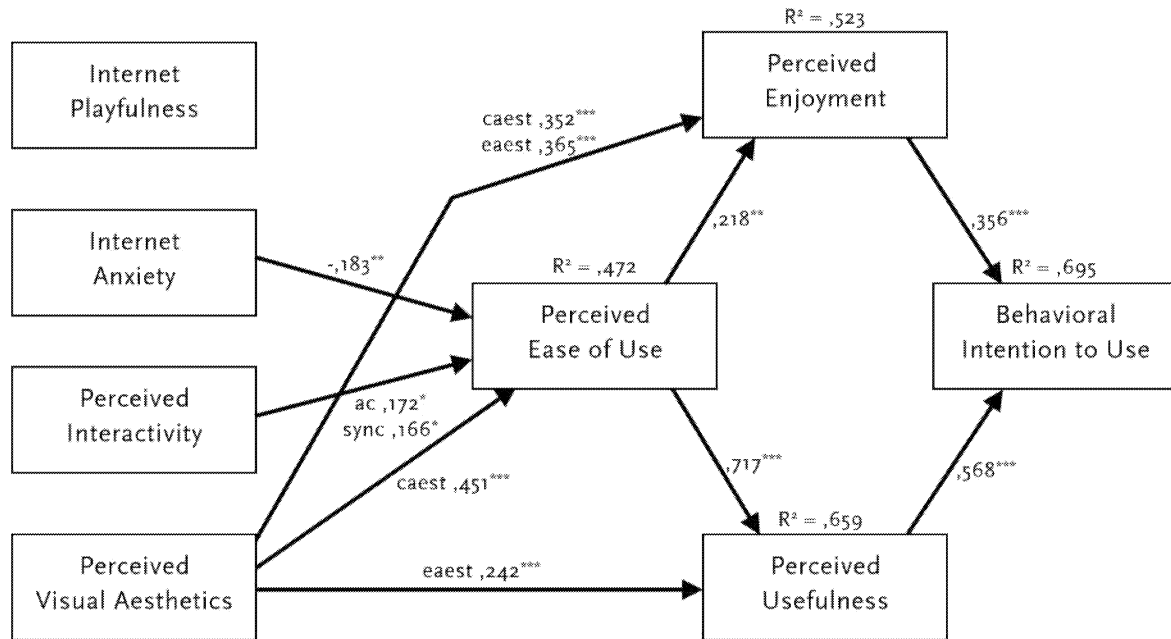 R² = ,523
Internet
Playfulness
Perceived
Enjoyment
caest ,352***
eaest ,365***
Internet
Anxiety
-,183**
,218**
,356***
R² = ,472
R² = ,695
Perceived
Ease of Use
Behavioral
Intention to Use
Perceived
Interactivity
ac ,172*
sync ,166*
caest ,451***
,717***
,568***
R² = ,659
Perceived
Visual Aesthetics
eaest ,242***
Perceived
Usefulness